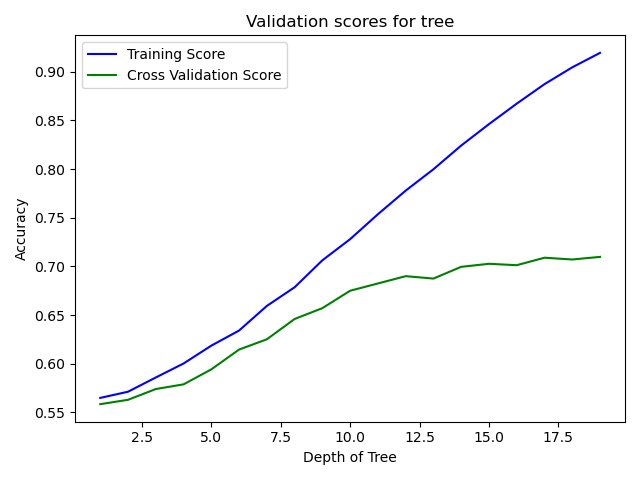 Validation scores for tree
Training Score
Cross Validation Score
0.90
0.85
0.80
0.75
0.70
0.65
0.60
0.55
Accuracy
2.5 5.0 7.5 10.0 12.5 15.0 17.5
Depth of Tree